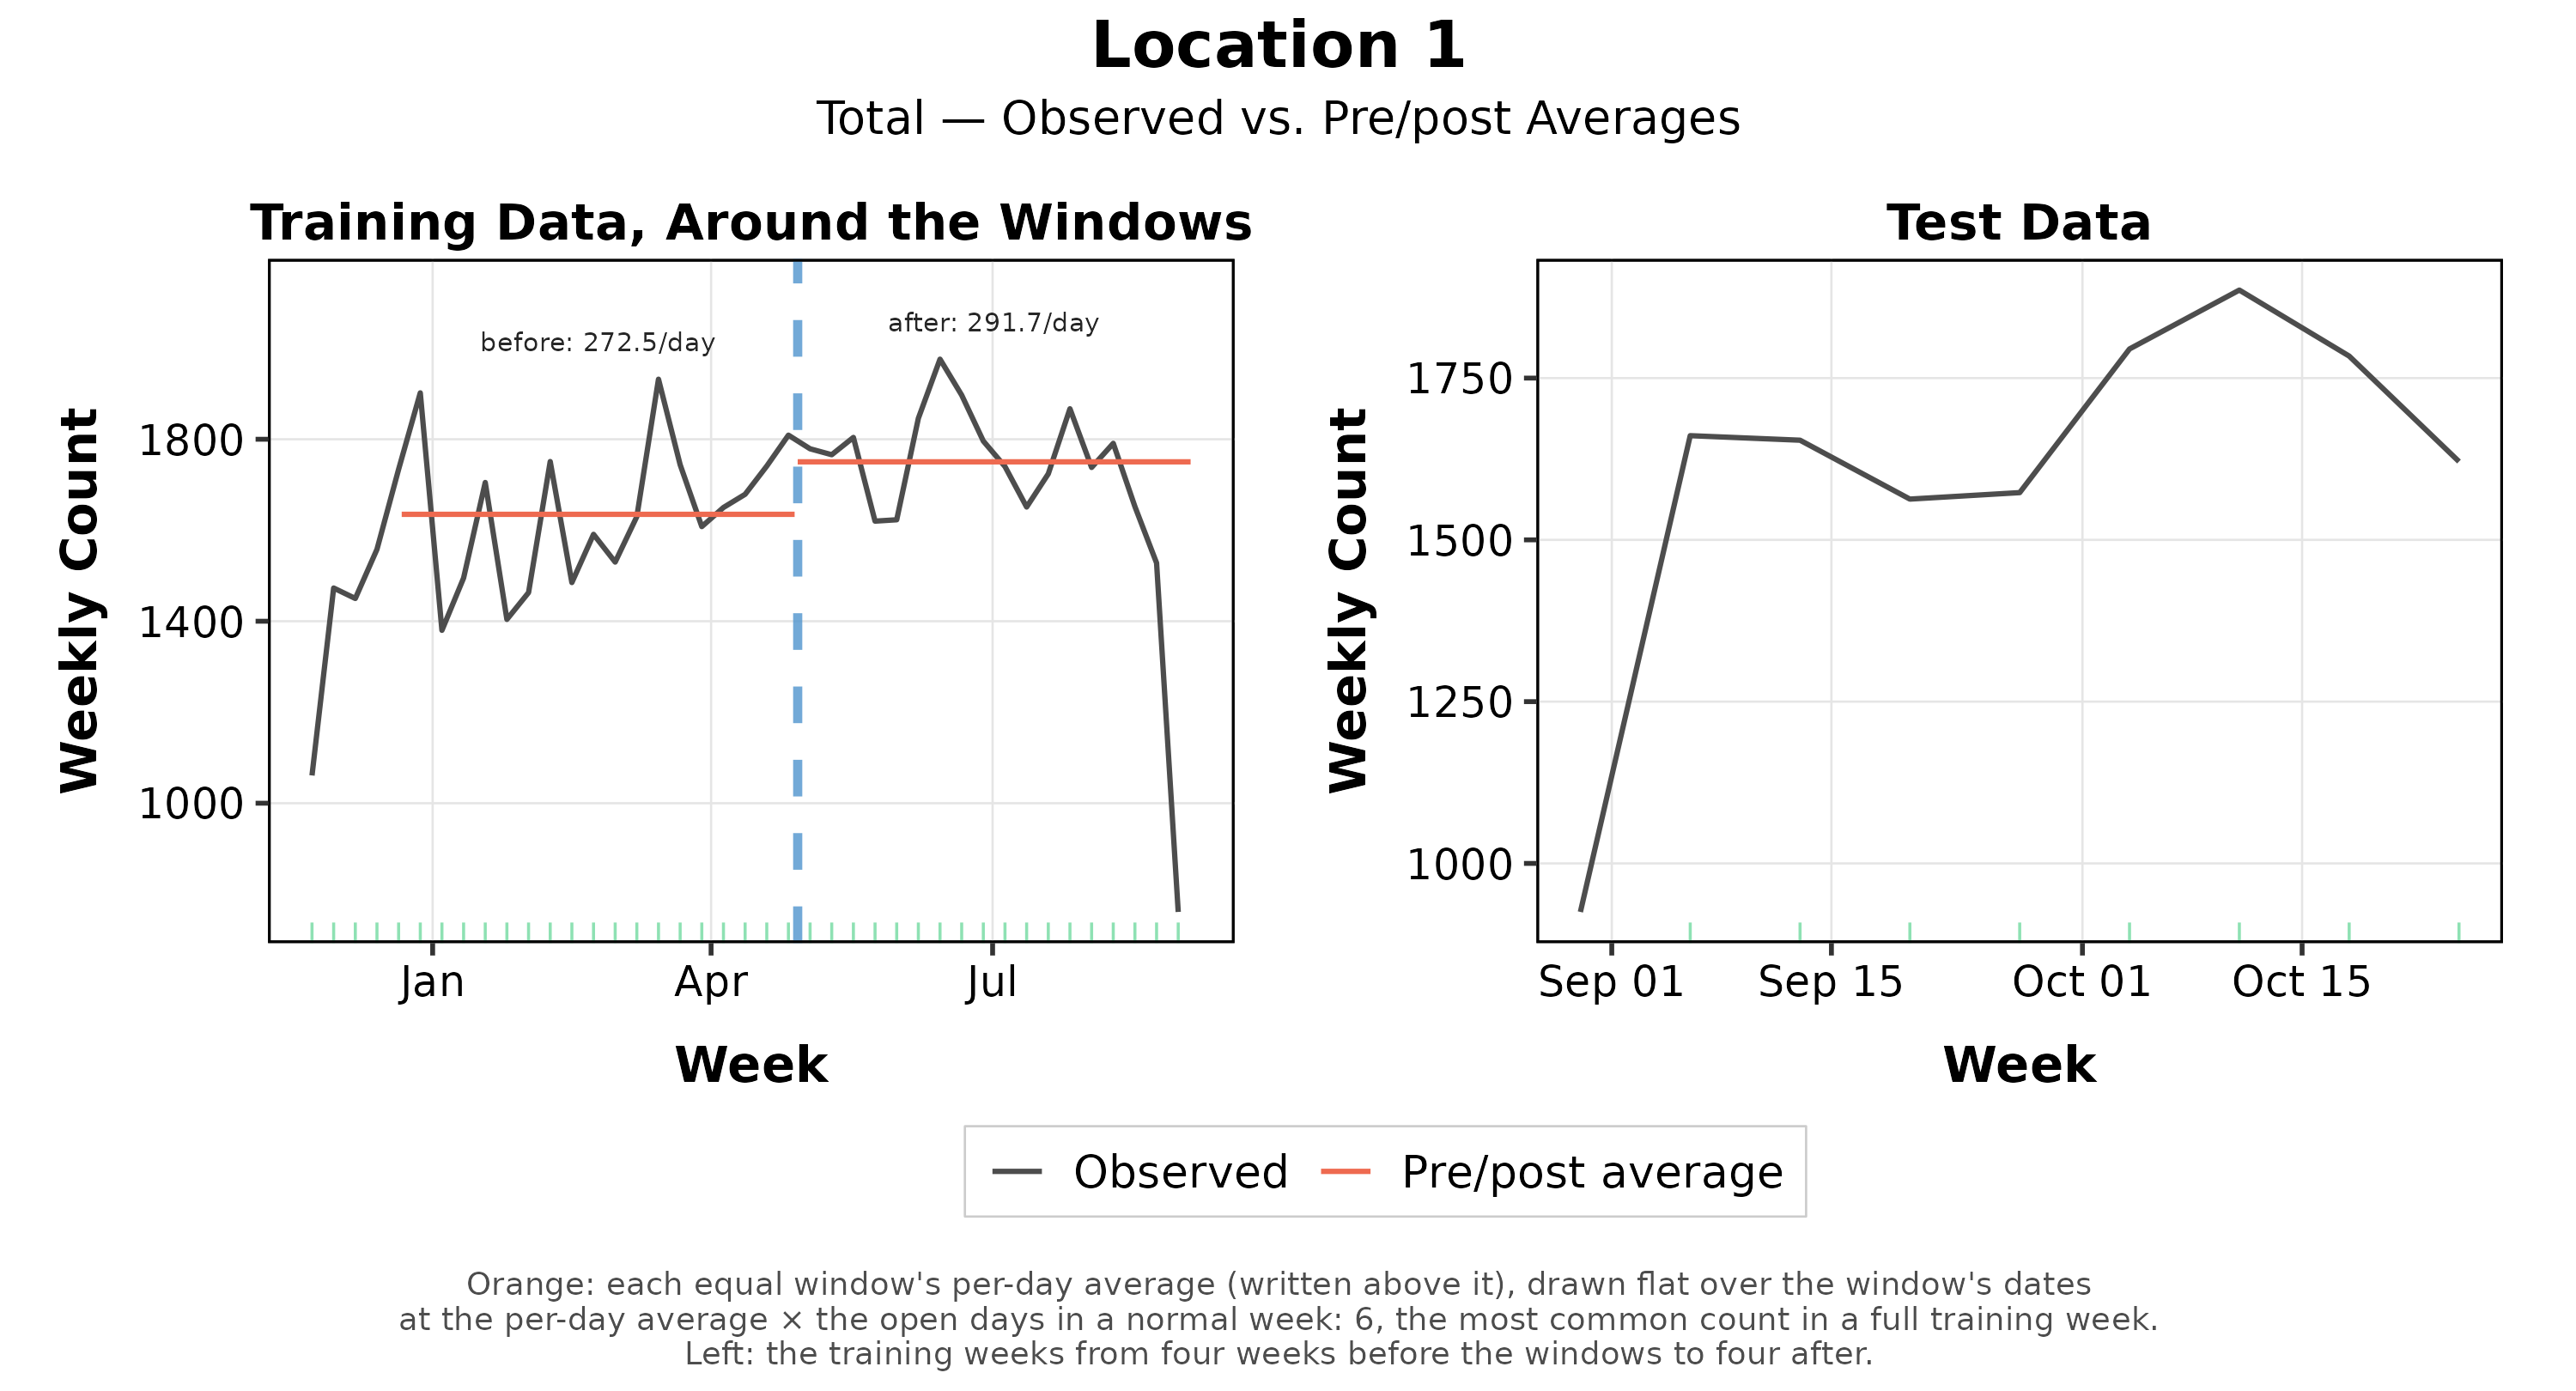 Location 1
Total — Observed vs. Pre/post Averages
Training Data, Around the Windows
before: 272.5/day
after: 291.7/day
Weekly Count
1800
1400
1000
Jan
Apr
Jul
Week
Test Data
Weekly Count
1750
1500
1250
1000
Sep 01
Sep 15
Oct 01
Oct 15
Week
Observed
Pre/post average
Orange: each equal window's per-day average (written above it), drawn flat over the window's dates
at the per-day average × the open days in a normal week: 6, the most common count in a full training week.
Left: the training weeks from four weeks before the windows to four after.